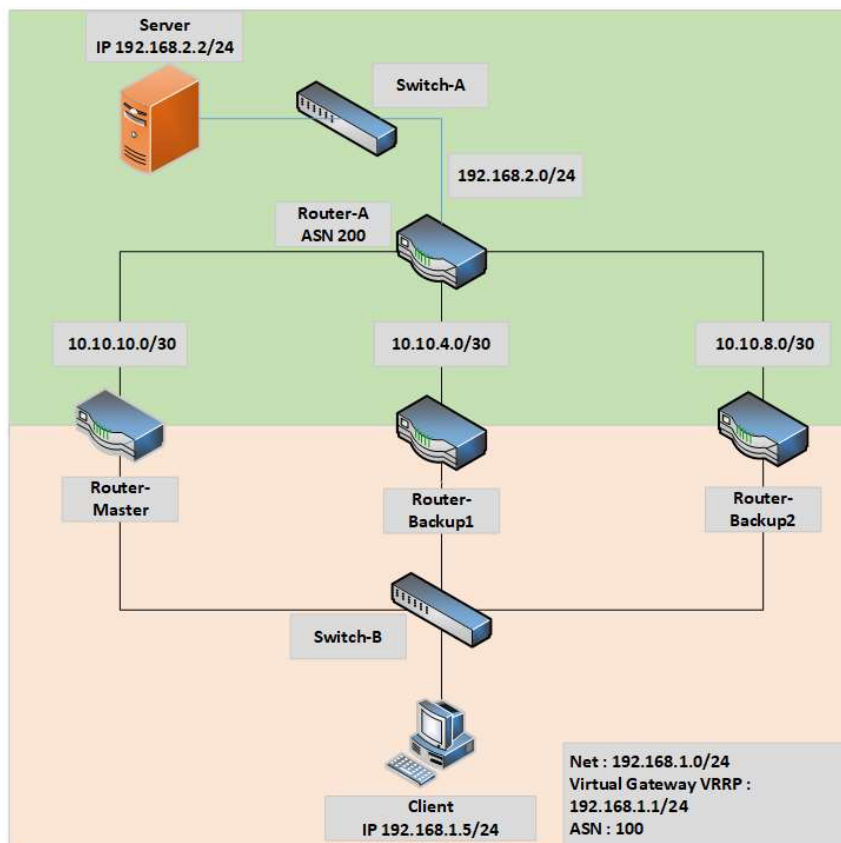 Server
IP 192.168.2.2/24
Switch-A
192.168.2.0/24
Router-A
ASN 200
10.10.10.0/30
10.10.4.0/30
10.10.8.0/30
Router-
Master
Router-
Backup1
Router-
Backup2
Switch-B
Client
IP 192.168.1.5/24
Net : 192.168.1.0/24
Virtual Gateway VRRP :
192.168.1.1/24
ASN : 100